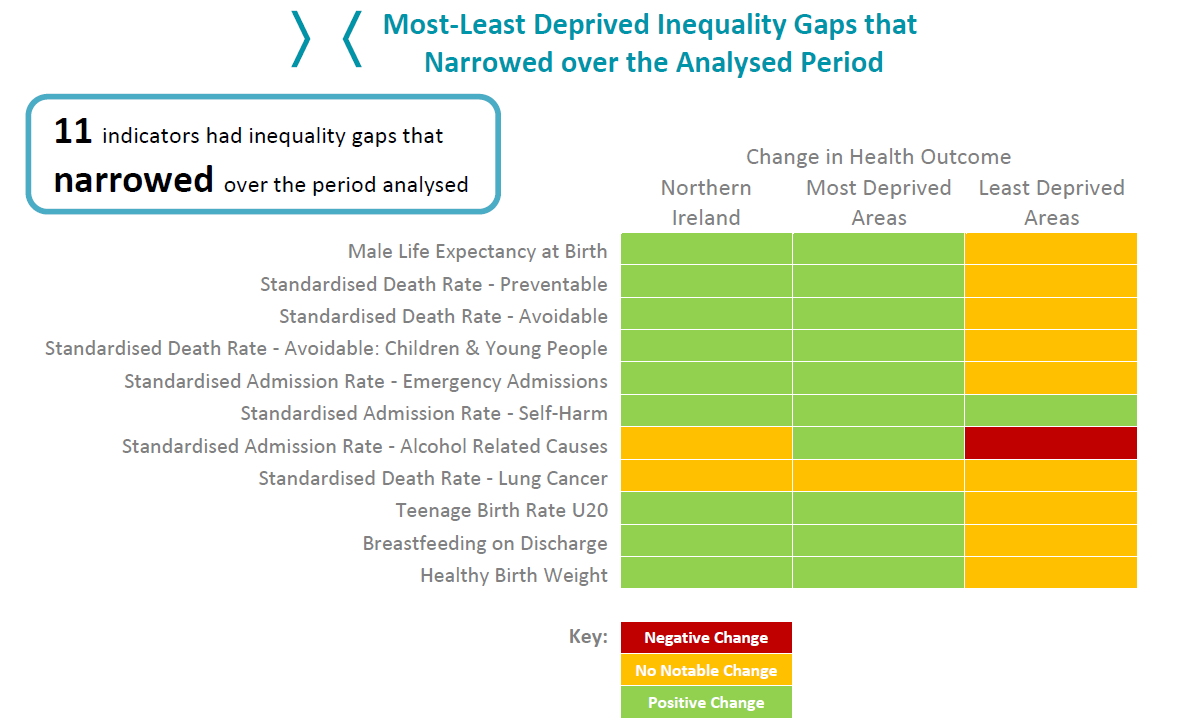 Most-Least Deprived Inequality Gaps that
Narrowed over the Analysed Period
11 indicators had inequality gaps that
narrowed over the period analysed
Change in Health Outcome
Northern Ireland
Most Deprived Areas
Least Deprived Areas
Male Life Expectancy at Birth
Standardised Death Rate - Preventable
Standardised Death Rate - Avoidable
Standardised Death Rate - Avoidable: Children & Young People
Standardised Admission Rate - Emergency Admissions
Standardised Admission Rate - Self-Harm
Standardised Admission Rate - Alcohol Related Causes
Standardised Death Rate - Lung Cancer
Teenage Birth Rate U20
Breastfeeding on Discharge
Healthy Birth Weight
Key:
Negative Change
No Notable Change
Positive Change